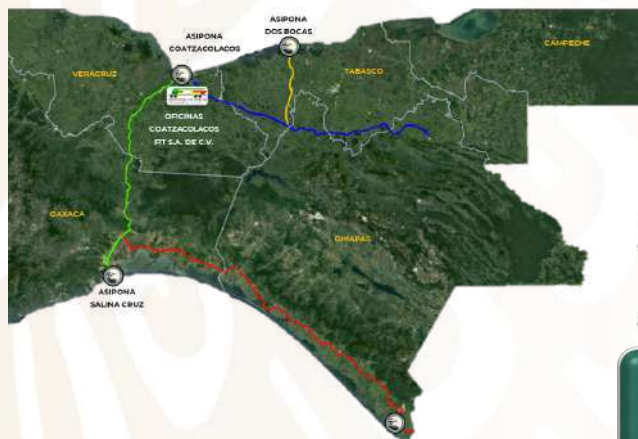 ASIPONA
COATZACOLACOS
ASIPONA
DOS BOCAS
CAMPECHE
VERACRUZ
TABASCO
OFICINAS
COATZACOLACOS
FIT S.A. DE C.V.
OAXACA
CHIAPAS
ASIPONA
SALINA CRUZ